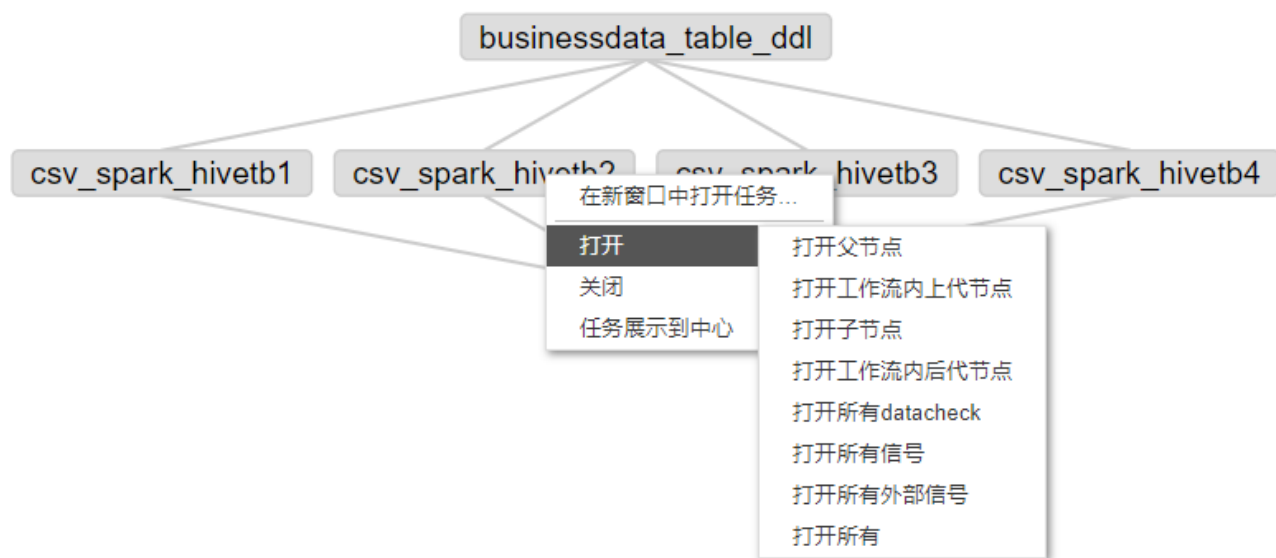 businessdata_table_ddl
csv_spark_hivetb1
csv_spark_hivetb2
csv_spark_hivetb3
csv_spark_hivetb4
在新窗口中打开任务...
打开
关闭
任务展示到中心
打开父节点
打开工作流内上代节点
打开子节点
打开工作流内后代节点
打开所有datacheck
打开所有信号
打开所有外部信号
打开所有